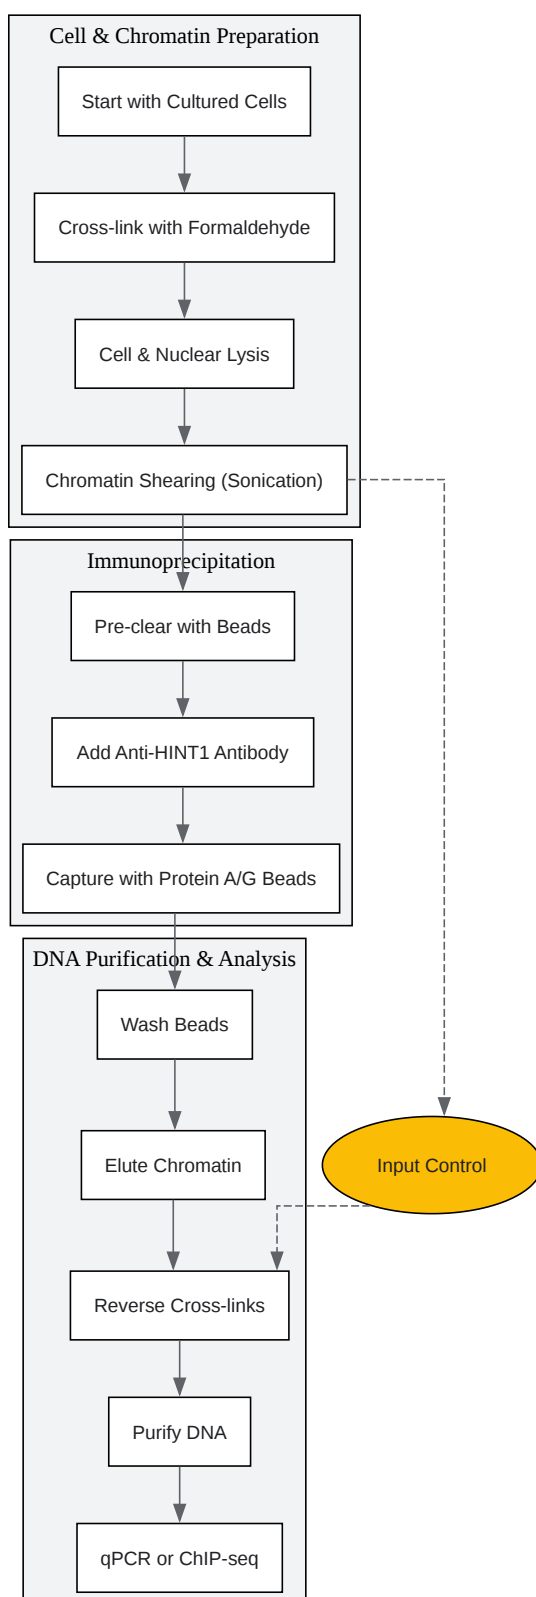 Cell & Chromatin Preparation
Start with Cultured Cells
Cross-link with Formaldehyde
Cell & Nuclear Lysis
Chromatin Shearing (Sonication)
Immunoprecipitation
Pre-clear with Beads
Add Anti-HINT1 Antibody
Capture with Protein A/G Beads
DNA Purification & Analysis
Wash Beads
Elute Chromatin
Input Control
Reverse Cross-links
Purify DNA
qPCR or ChIP-seq